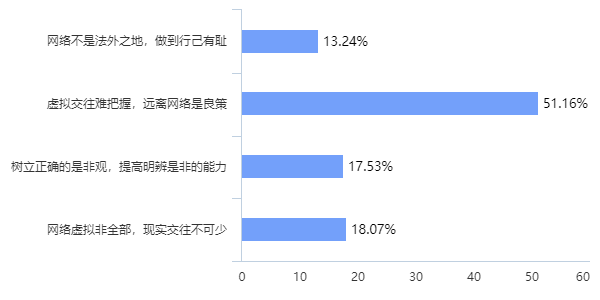 网络不是法外之地，做到行己有耻
13.24%
虚拟交往难把握，远离网络是良策
51.16%
树立正确的是非观，提高明辨是非的能力
17.53%
网络虚拟非全部，现实交往不可少
18.07%
0 10 20 30 40 50 60